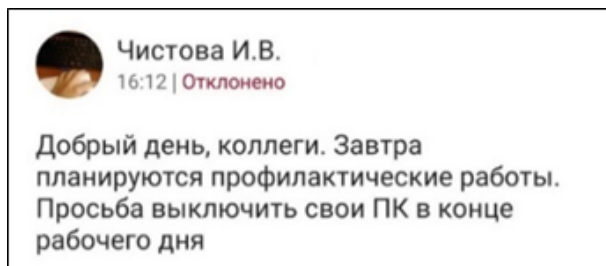 Чистова И.В.
16:12 | Отклонено
Добрый день, коллеги. Завтра
планируются профилактические работы.
Просьба выключить свои ПК в конце
рабочего дня